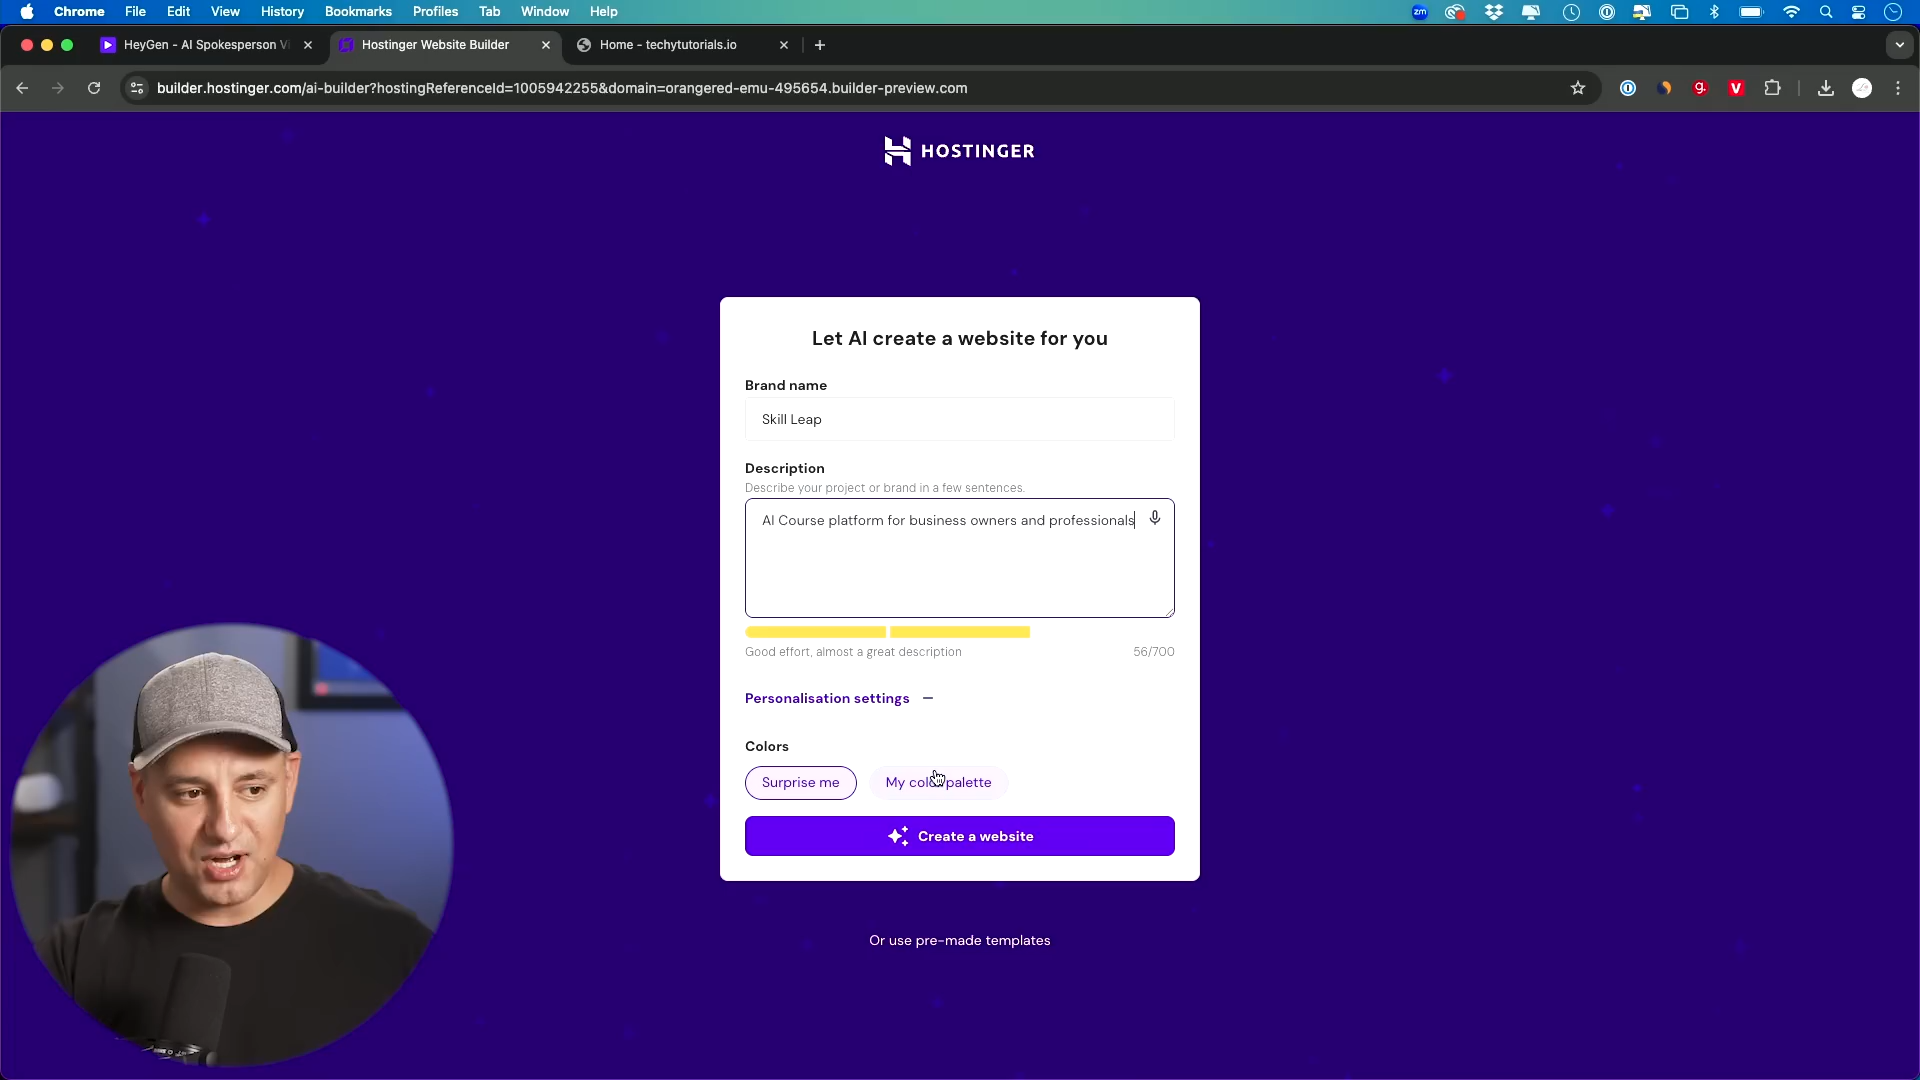 Chrome File Edit View History Bookmarks Profiles Tab Window Help
zm
HeyGen - AI Spokesperson Vi
Hostinger Website Builder
Home - techytutorials.io
builder.hostinger.com/ai-builder?hostingReferenceId=1005942255&domain=orangered-emu-495654.builder-preview.com
HOSTINGER
Let AI create a website for you
Brand name
Skill Leap
Description
Describe your project or brand in a few sentences.
AI Course platform for business owners and professionals
Good effort, almost a great description
56/700
Personalisation settings
Colors
Surprise me
My color palette
Create a website
Or use pre-made templates